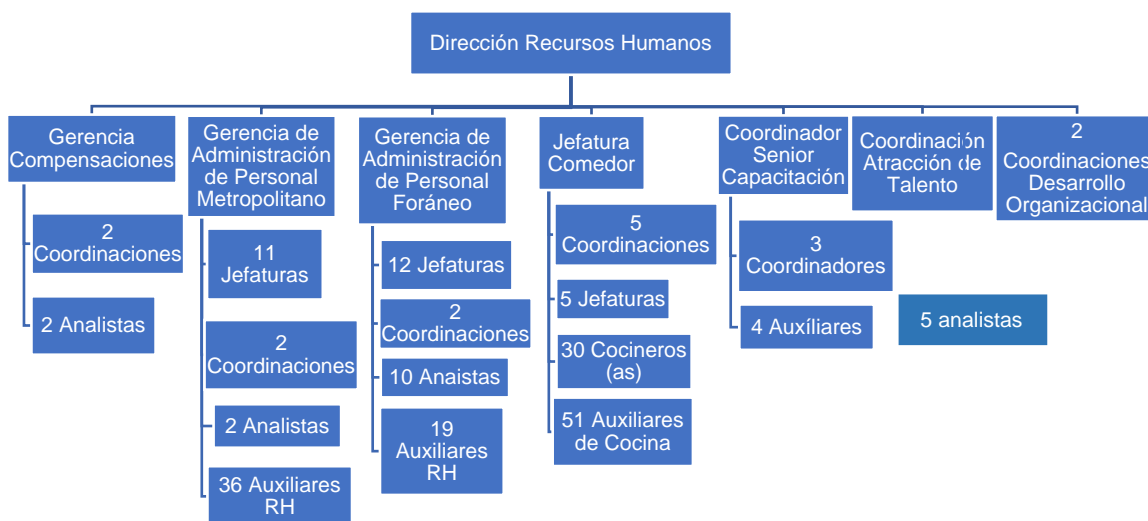 Dirección Recursos Humanos
Gerencia
Compensaciones
2
Coordinaciones
2 Analistas
Gerencia de
Administración
de Personal
Metropolitano
11
Jefaturas
2
Coordinaciones
2 Analistas
36 Auxiliares
RH
Gerencia de
Administración
de Personal
Foráneo
12 Jefaturas
2
Coordinaciones
10 Anaistas
19
Auxiliares
RH
Jefatura
Comedor
5
Coordinaciones
5 Jefaturas
30 Cocineros
(as)
51 Auxiliares
de Cocina
Coordinador
Senior
Capacitación
3
Coordinadores
4 Auxíliares
Coordinación
Atracción de
Talento
5 analistas
2
Coordinaciones
Desarrollo
Organizacional